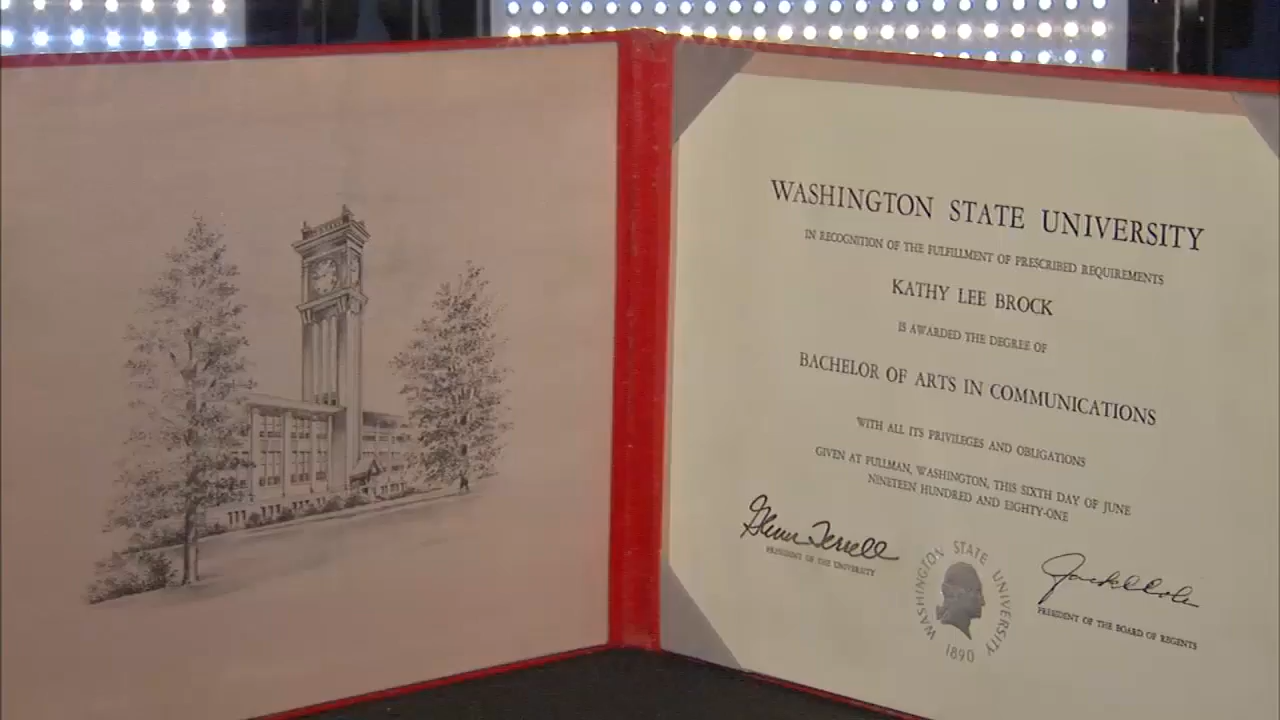 WASHINGTON STATE UNIVERSITY
IN RECOGNITION OF THE FULFILLMENT OF PRESCRIBED REQUIREMENTS
KATHY LEE BROCK
IS AWARDED THE DEGREE OF
BACHELOR OF ARTS IN COMMUNICATIONS
WITH ALL ITS PRIVILEGES AND OBLIGATIONS
GIVEN AT PULLMAN, WASHINGTON, THIS SIXTH DAY OF JUNE
NINETEEN HUNDRED AND EIGHTY-ONE
Glenn Terrell
PRESIDENT OF THE UNIVERSITY
WASHINGTON STATE UNIVERSITY
1890
PRESIDENT OF THE BOARD OF REGENTS